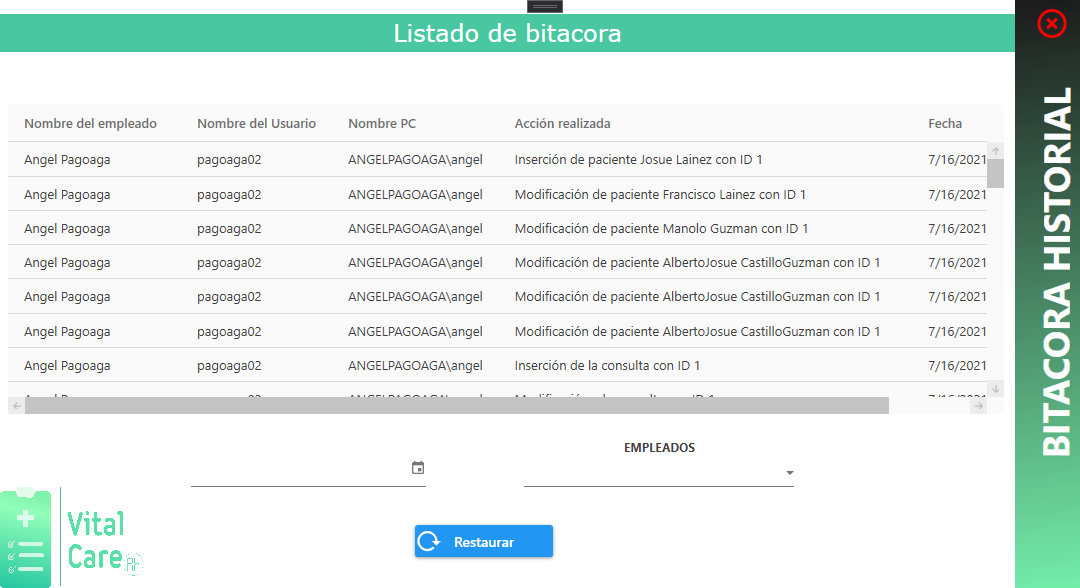 Listado de bitacora
Nombre del empleado Nombre del Usuario Nombre PC Acción realizada Fecha
Angel Pagoaga pagoaga02 ANGELPAGOAGA\angel Inserción de paciente Josue Lainez con ID 1 7/16/2021
Angel Pagoaga pagoaga02 ANGELPAGOAGA\angel Modificación de paciente Francisco Lainez con ID 1 7/16/2021
Angel Pagoaga pagoaga02 ANGELPAGOAGA\angel Modificación de paciente Manolo Guzman con ID 1 7/16/2021
Angel Pagoaga pagoaga02 ANGELPAGOAGA\angel Modificación de paciente AlbertoJosue CastilloGuzman con ID 1 7/16/2021
Angel Pagoaga pagoaga02 ANGELPAGOAGA\angel Modificación de paciente AlbertoJosue CastilloGuzman con ID 1 7/16/2021
Angel Pagoaga pagoaga02 ANGELPAGOAGA\angel Modificación de paciente AlbertoJosue CastilloGuzman con ID 1 7/16/2021
Angel Pagoaga pagoaga02 ANGELPAGOAGA\angel Inserción de la consulta con ID 1 7/16/2021
EMPLEADOS
Restaurar
Vital
Care
BITACORA HISTORIAL